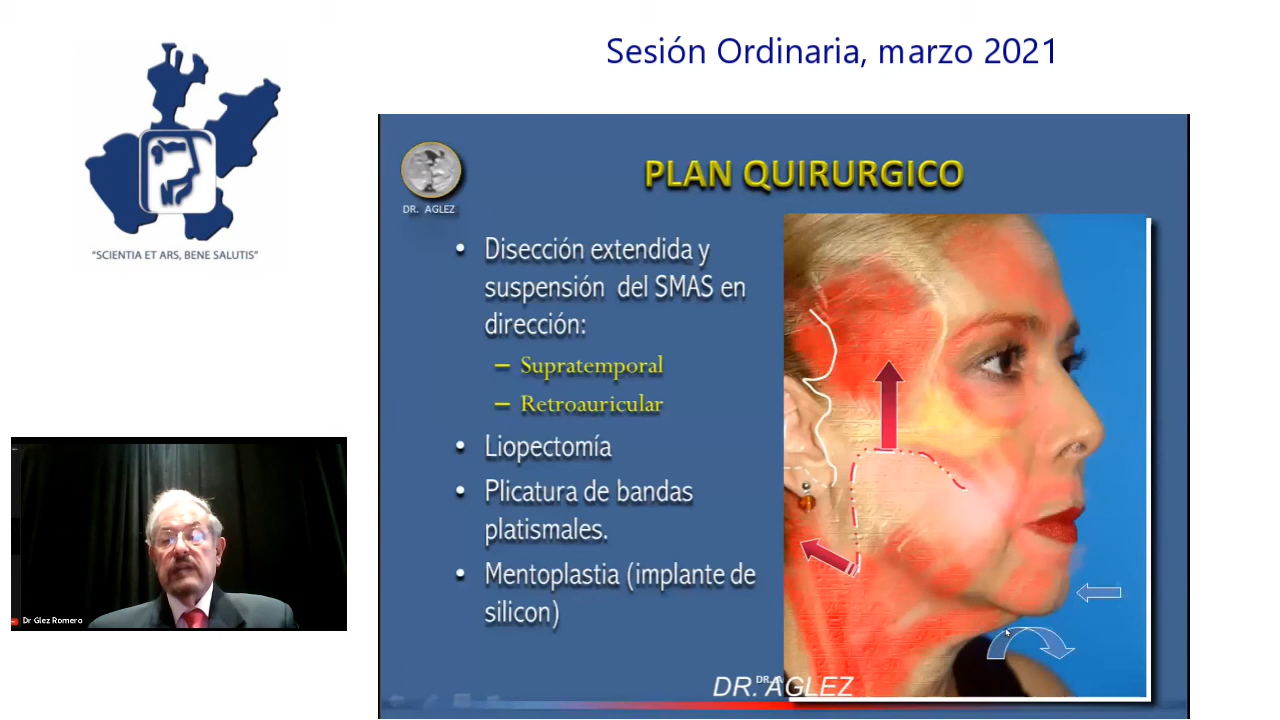 Sesión Ordinaria, marzo 2021
“SCIENTIA ET ARS, BENE SALUTIS”
DR. AGLEZ
PLAN QUIRURGICO
• Disección extendida y
suspensión del SMAS en
dirección:
– Supratemporal
– Retroauricular
• Liopectomía
• Plicatura de bandas
platismales.
• Mentoplastia (implante de
silicon)
DR. AGLEZ
Dr Glez Romero